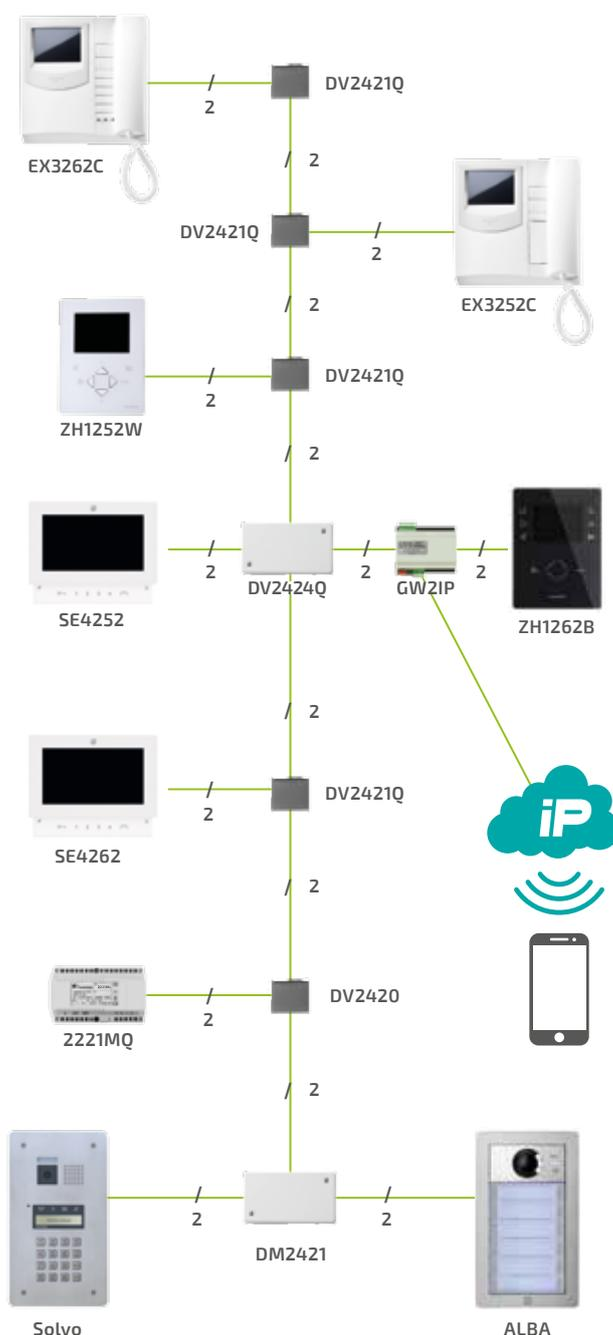 DV2421Q
/
2
EX3262C
/ 2
DV2421Q
/
2
EX3252C
/ 2
DV2421Q
/
2
ZH1252W
/ 2
/
2
DV2424Q
/
2
GW2IP
/
2
SE4252
ZH1262B
/ 2
DV2421Q
/
2
SE4262
iP
/ 2
DV2420
/
2
2221MQ
/ 2
/
2
/
2
DM2421
Solvo
ALBA